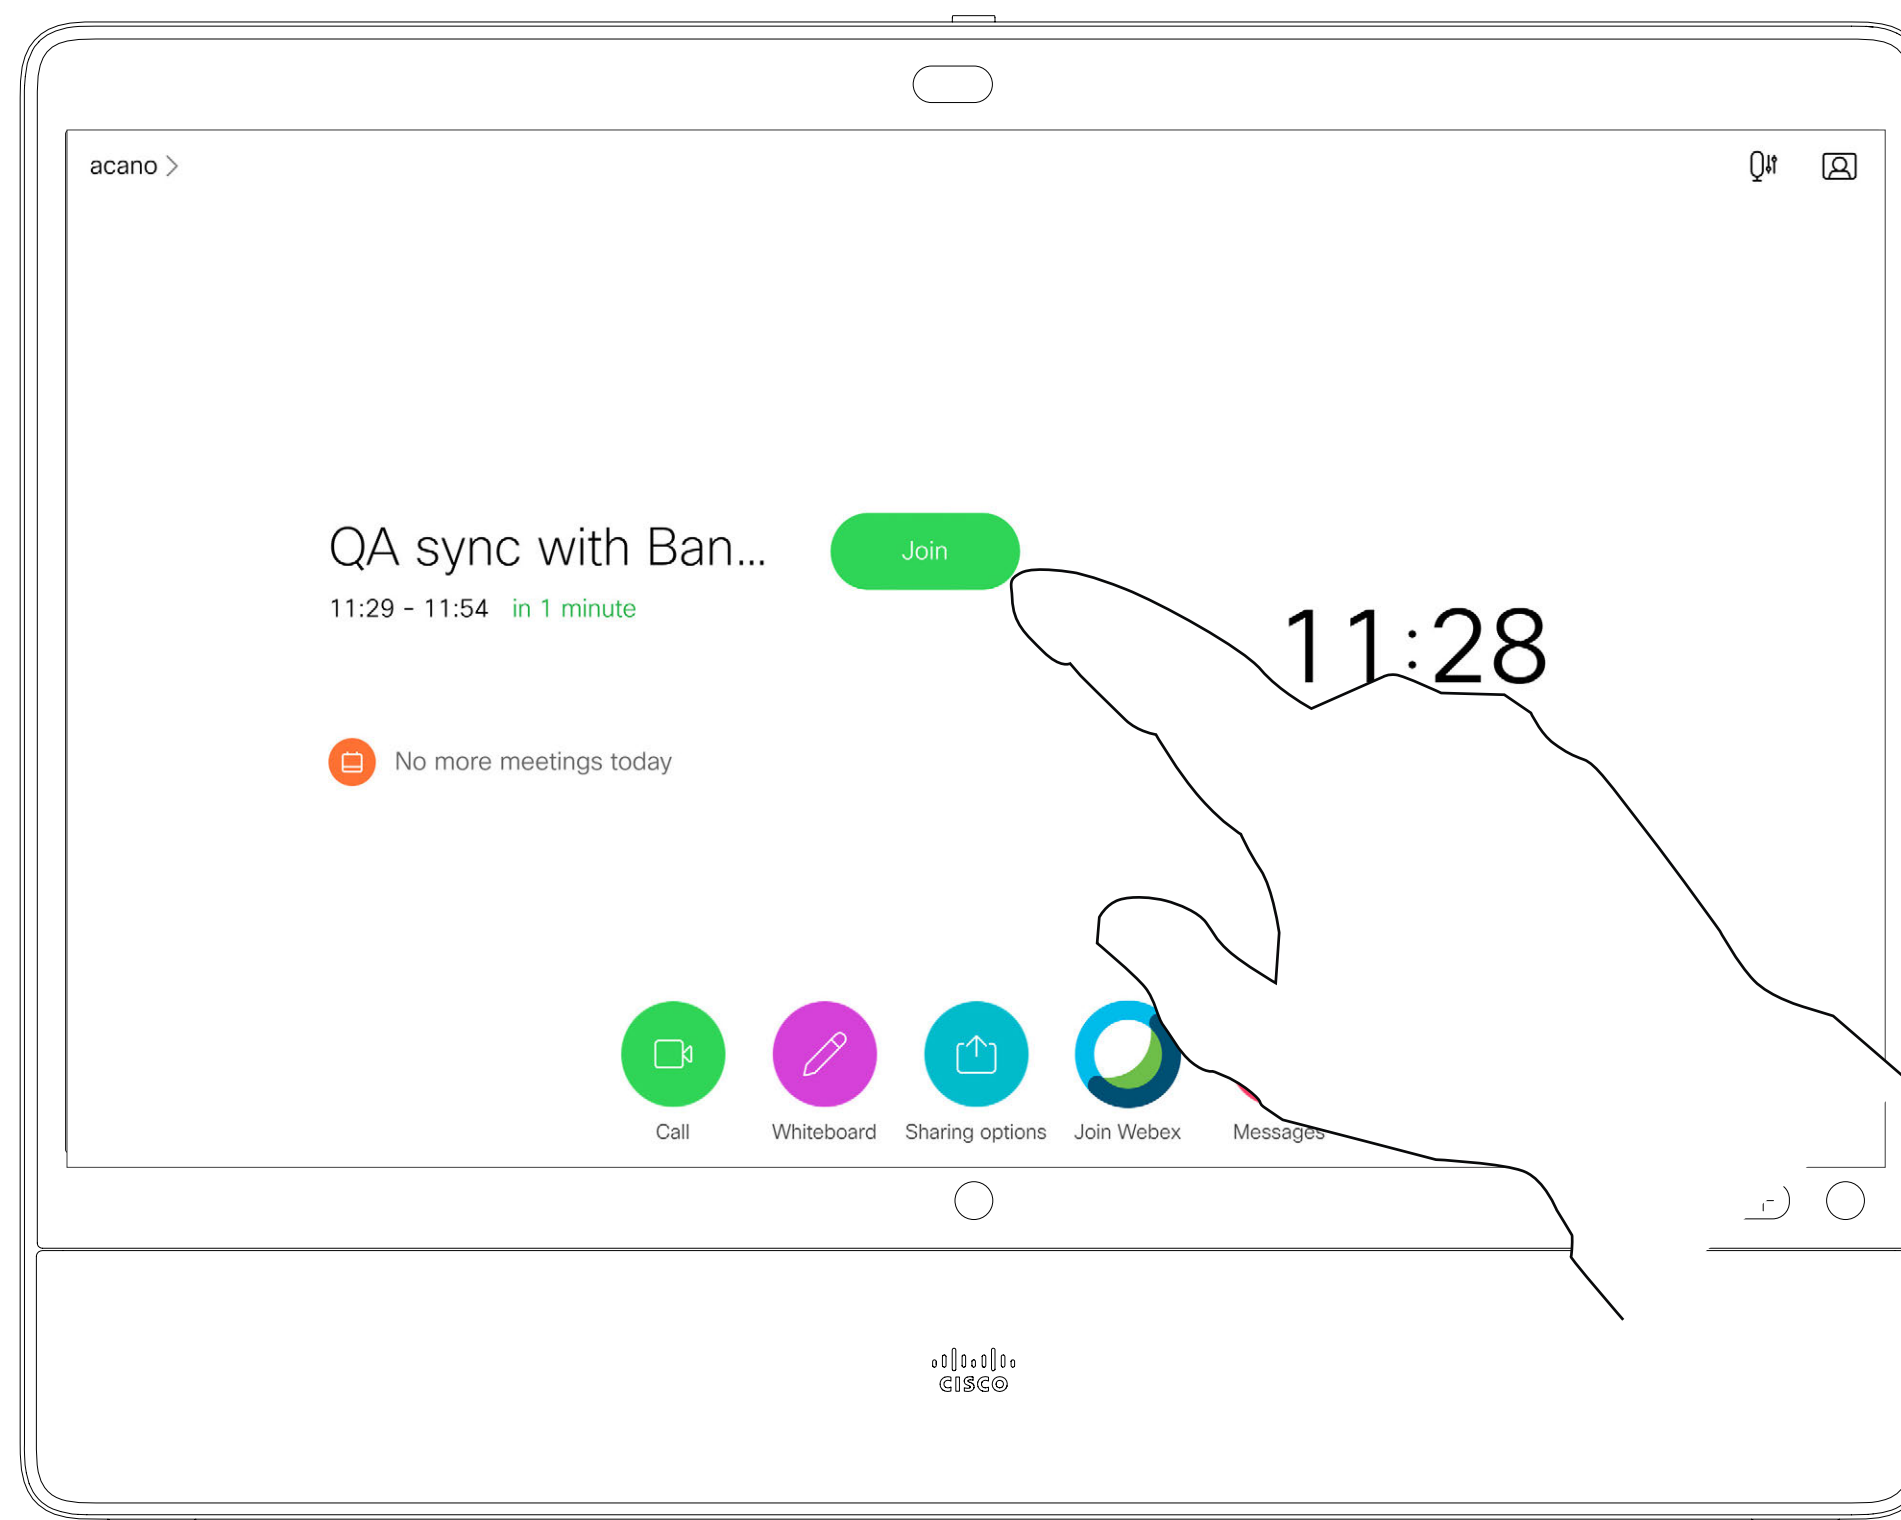 acano
QA sync with Ban...
Join
11:29 - 11:54 in 1 minute
11:28
No more meetings today
Call
Whiteboard
Sharing options
Join Webex
Messages
CISCO